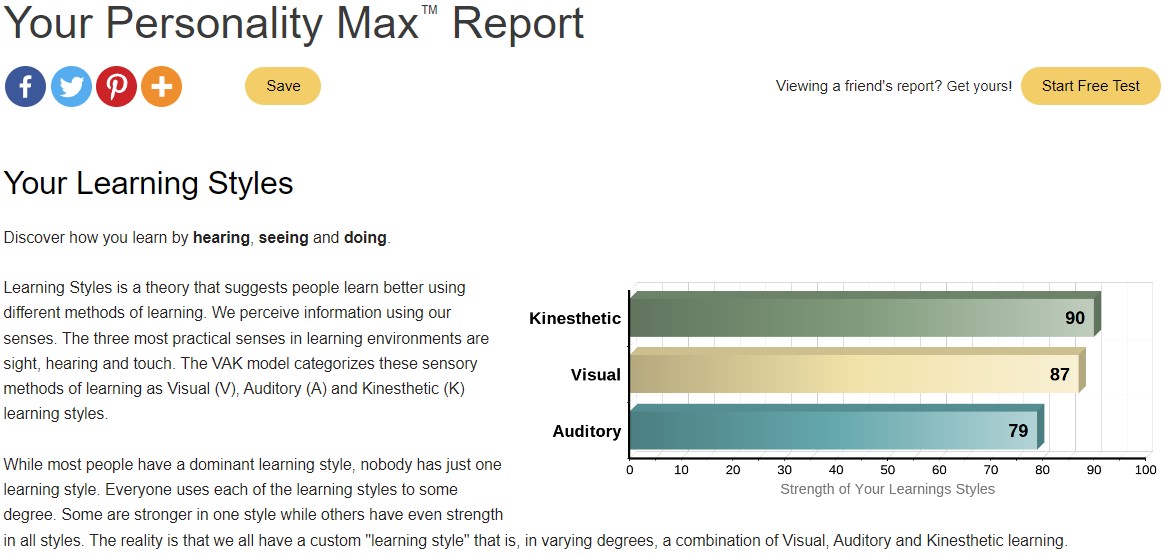 Your Personality Max™ Report
Save
Viewing a friend's report? Get yours!
Start Free Test
Your Learning Styles
Discover how you learn by hearing, seeing and doing.
Learning Styles is a theory that suggests people learn better using
different methods of learning. We perceive information using our
senses. The three most practical senses in learning environments are
sight, hearing and touch. The VAK model categorizes these sensory
methods of learning as Visual (V), Auditory (A) and Kinesthetic (K)
learning styles.
Kinesthetic 90
Visual 87
Auditory 79
0 10 20 30 40 50 60 70 80 90 100
Strength of Your Learnings Styles
While most people have a dominant learning style, nobody has just one
learning style. Everyone uses each of the learning styles to some
degree. Some are stronger in one style while others have even strength
in all styles. The reality is that we all have a custom "learning style" that is, in varying degrees, a combination of Visual, Auditory and Kinesthetic learning.